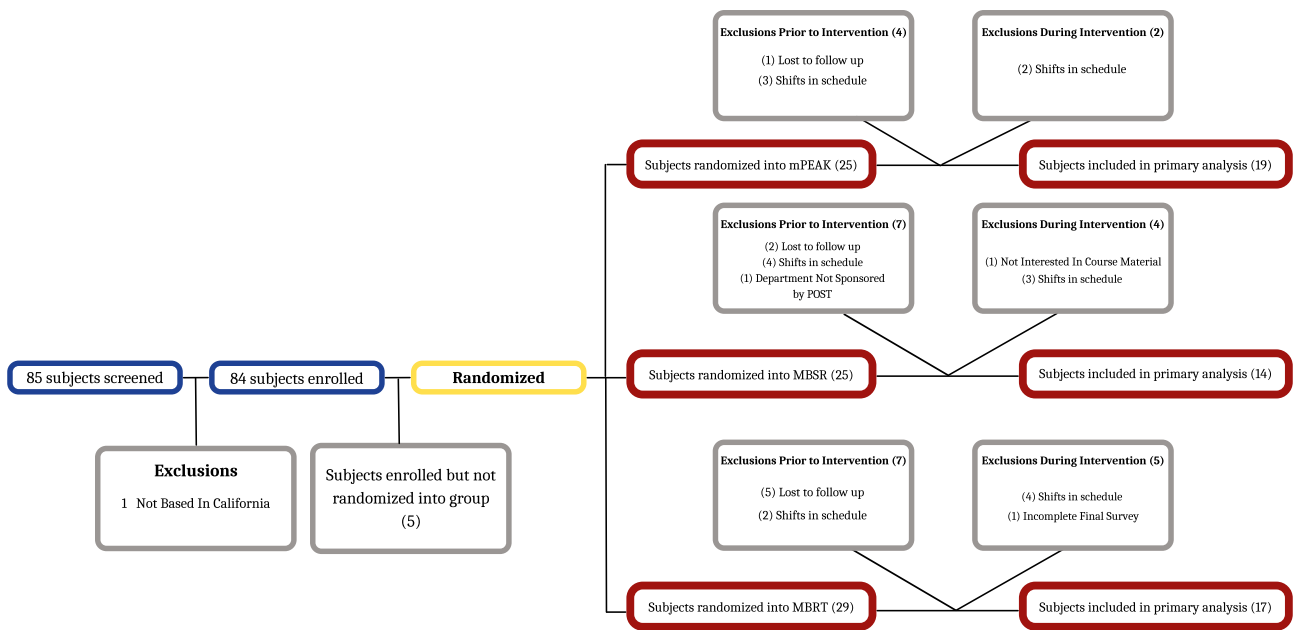 85 subjects screened
84 subjects enrolled
Randomized
Exclusions
1 Not Based In California
Subjects enrolled but not
randomized into group
(5)
Exclusions Prior to Intervention (4)
(1) Lost to follow up
(3) Shifts in schedule
Exclusions During Intervention (2)
(2) Shifts in schedule
Subjects randomized into mPEAK (25)
Subjects included in primary analysis (19)
Exclusions Prior to Intervention (7)
(2) Lost to follow up
(4) Shifts in schedule
(1) Department Not Sponsored
by POST
Exclusions During Intervention (4)
(1) Not Interested In Course Material
(3) Shifts in schedule
Subjects randomized into MBSR (25)
Subjects included in primary analysis (14)
Exclusions Prior to Intervention (7)
(5) Lost to follow up
(2) Shifts in schedule
Exclusions During Intervention (5)
(4) Shifts in schedule
(1) Incomplete Final Survey
Subjects randomized into MBRT (29)
Subjects included in primary analysis (17)